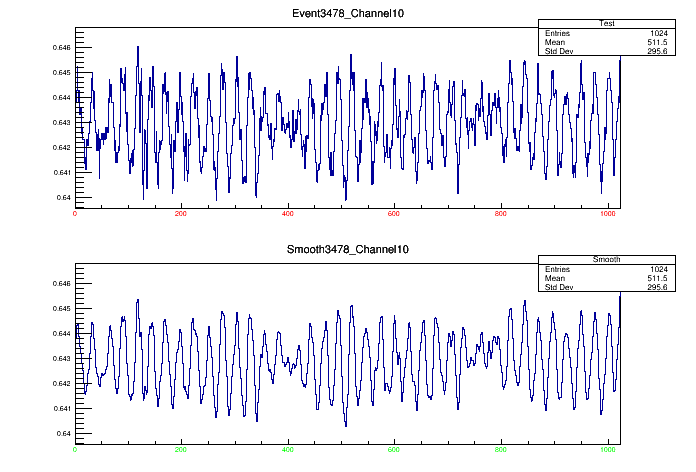 Event3478_Channel10
Test
Entries 1024
Mean 511.5
Std Dev 295.6
0.646
0.645
0.644
0.643
0.642
0.641
0.64
0 200 400 600 800 1000
Smooth3478_Channel10
Smooth
Entries 1024
Mean 511.5
Std Dev 295.6
0.646
0.645
0.644
0.643
0.642
0.641
0.64
0 200 400 600 800 1000